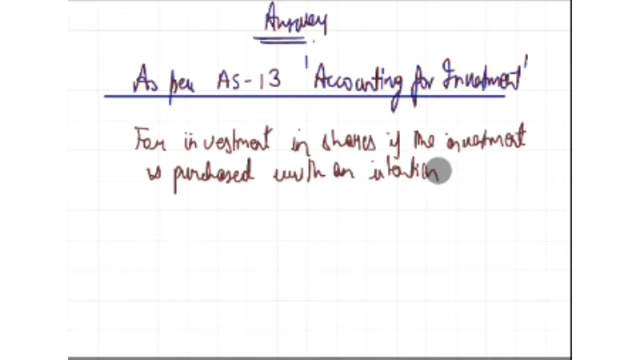 Answer
As per AS-13 'Accounting for Investment'
For investment in shares if the investment
is purchased with an intention